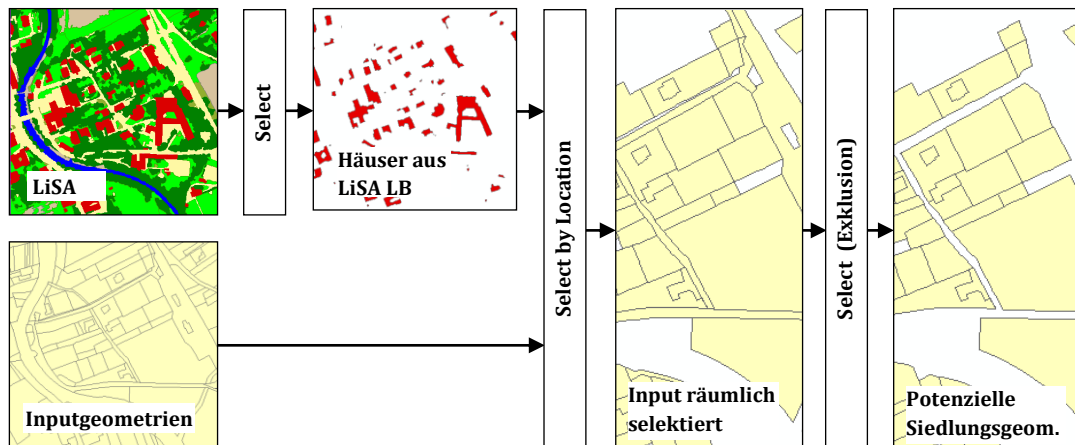 LiSA
Select
Häuser aus
LiSA LB
Inputgeometrien
Select by Location
Input räumlich
selektiert
Select (Exklusion)
Potenzielle
Siedlungsgeom.